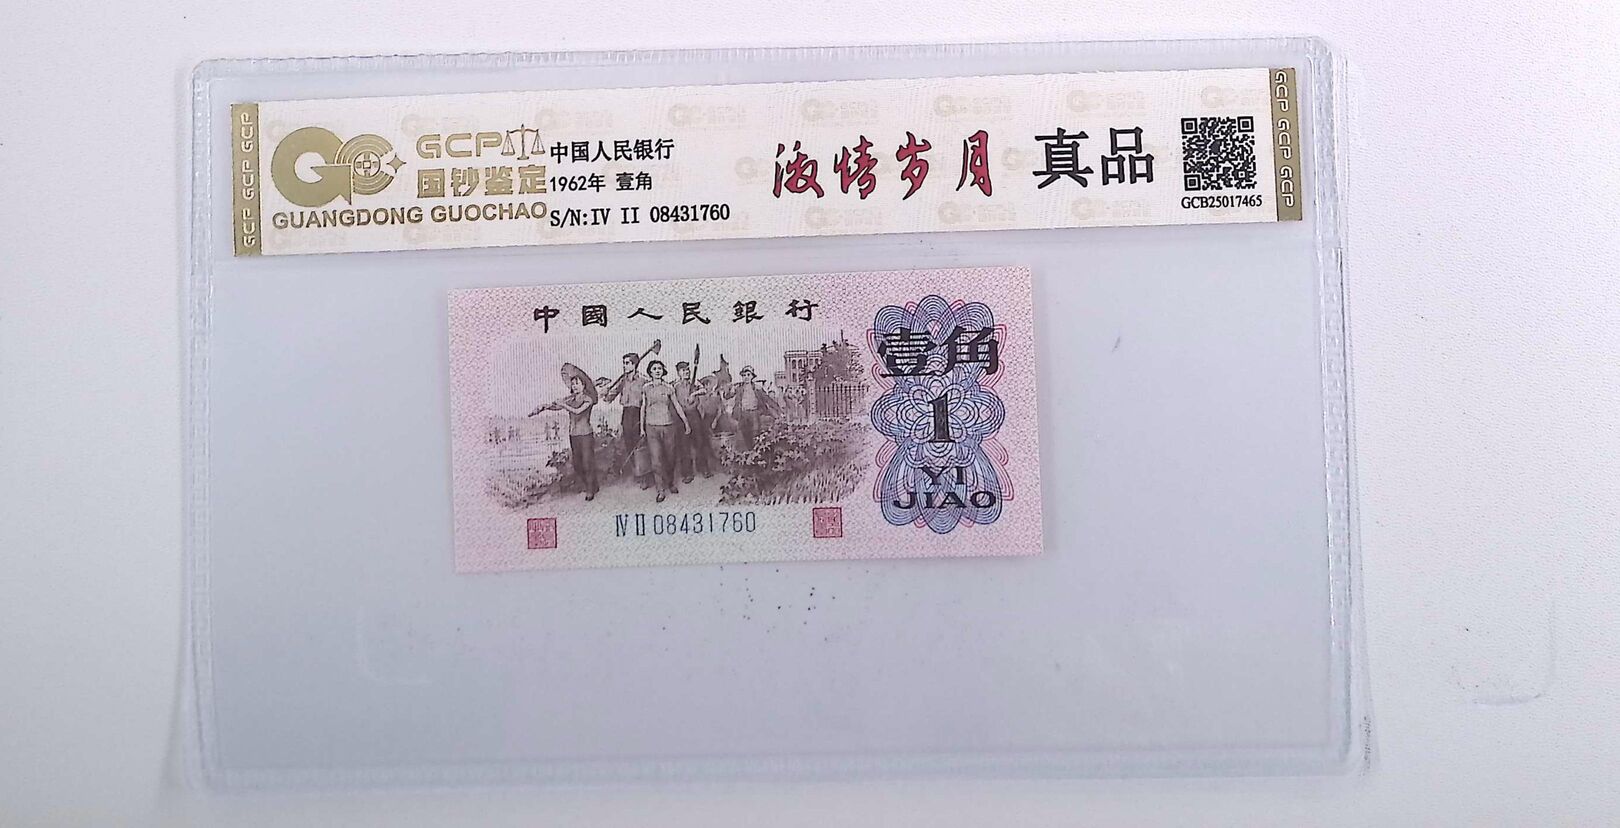 GCP GCP GCP
GCP
国钞鉴定
GUANGDONG GUOCHAO
中国人民银行
1962年 壹角
S/N:IV II 08431760
激情岁月
真品
GCB25017465
GCP GCP GCP
中國人民銀行
壹角
1
YI
JIAO
Ⅳ Ⅱ 08431760